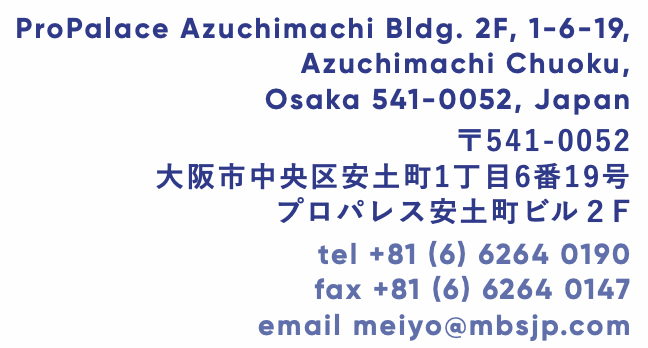 ProPalace Azuchimachi Bldg. 2F, 1-6-19,
Azuchimachi Chuoku,
Osaka 541-0052, Japan
〒541-0052
大阪市中央区安土町1丁目6番19号
プロパレス安土町ビル２F
tel +81 (6) 6264 0190
fax +81 (6) 6264 0147
email meiyo@mbsjp.com